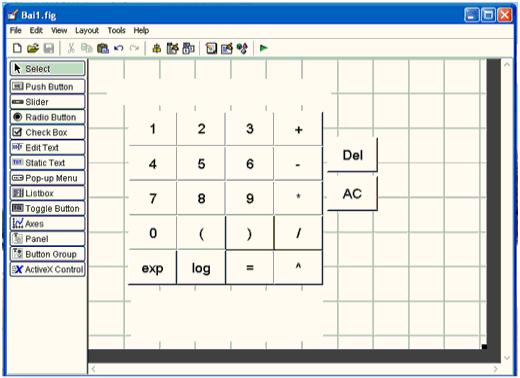 Bai1.fig
File Edit View Layout Tools Help
Select
Push Button
Slider
Radio Button
Check Box
Edit Text
Static Text
Pop-up Menu
Listbox
Toggle Button
Axes
Panel
Button Group
ActiveX Control
1 2 3 +
4 5 6 -
7 8 9 *
0 ( ) /
exp log = ^
Del
AC